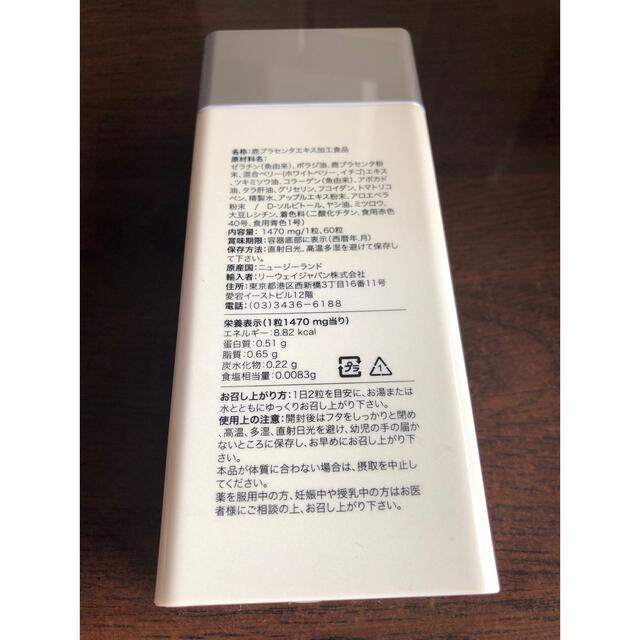 名称:鹿プラセンタエキス加工食品
原材料名:
ゼラチン(魚由来)、ボラジ油、鹿プラセンタ粉
末、混合ベリー(ホワイトベリー、イチゴ)エキス
末、ツキミソウ油、コラーゲン(魚由来)、アボカド
油、タラ肝油、グリセリン、フコイダン、トマトリコ
ペン、精製水、アップルエキス粉末、アロエベラ
粉末 / D-ソルビトール、ヤシ油、ミツロウ、
大豆レシチン、着色料(二酸化チタン、食用赤色
40号、食用青色1号)
内容量:1470 mg/1粒, 60粒
賞味期限:容器底部に表示(西暦年.月)
保存方法:直射日光、高温多湿を避けて保存し
て下さい。
原産国:ニュージーランド
輸入者:リーウェイジャパン株式会社
住所:東京都港区西新橋3丁目16番11号
愛宕イーストビル12階
電話:(03)3436-6188
栄養表示(1粒1470 mg当り)
エネルギー:8.82 kcal
蛋白質:0.51 g
脂質:0.65 g
炭水化物:0.22 g
食塩相当量:0.0083g
プラ
1
お召し上がり方:1日2粒を目安に、お湯または
水とともにゆっくりお召し上がり下さい。
使用上の注意:開封後はフタをしっかりと閉め
、高温、多湿、直射日光を避け、幼児の手の届か
ないところに保存し、お早めにお召し上がり下
さい。
本品が体質に合わない場合は、摂取を中止し
てください。
薬を服用中の方、妊娠中や授乳中の方はお医
者様にご相談の上、お召し上がり下さい。